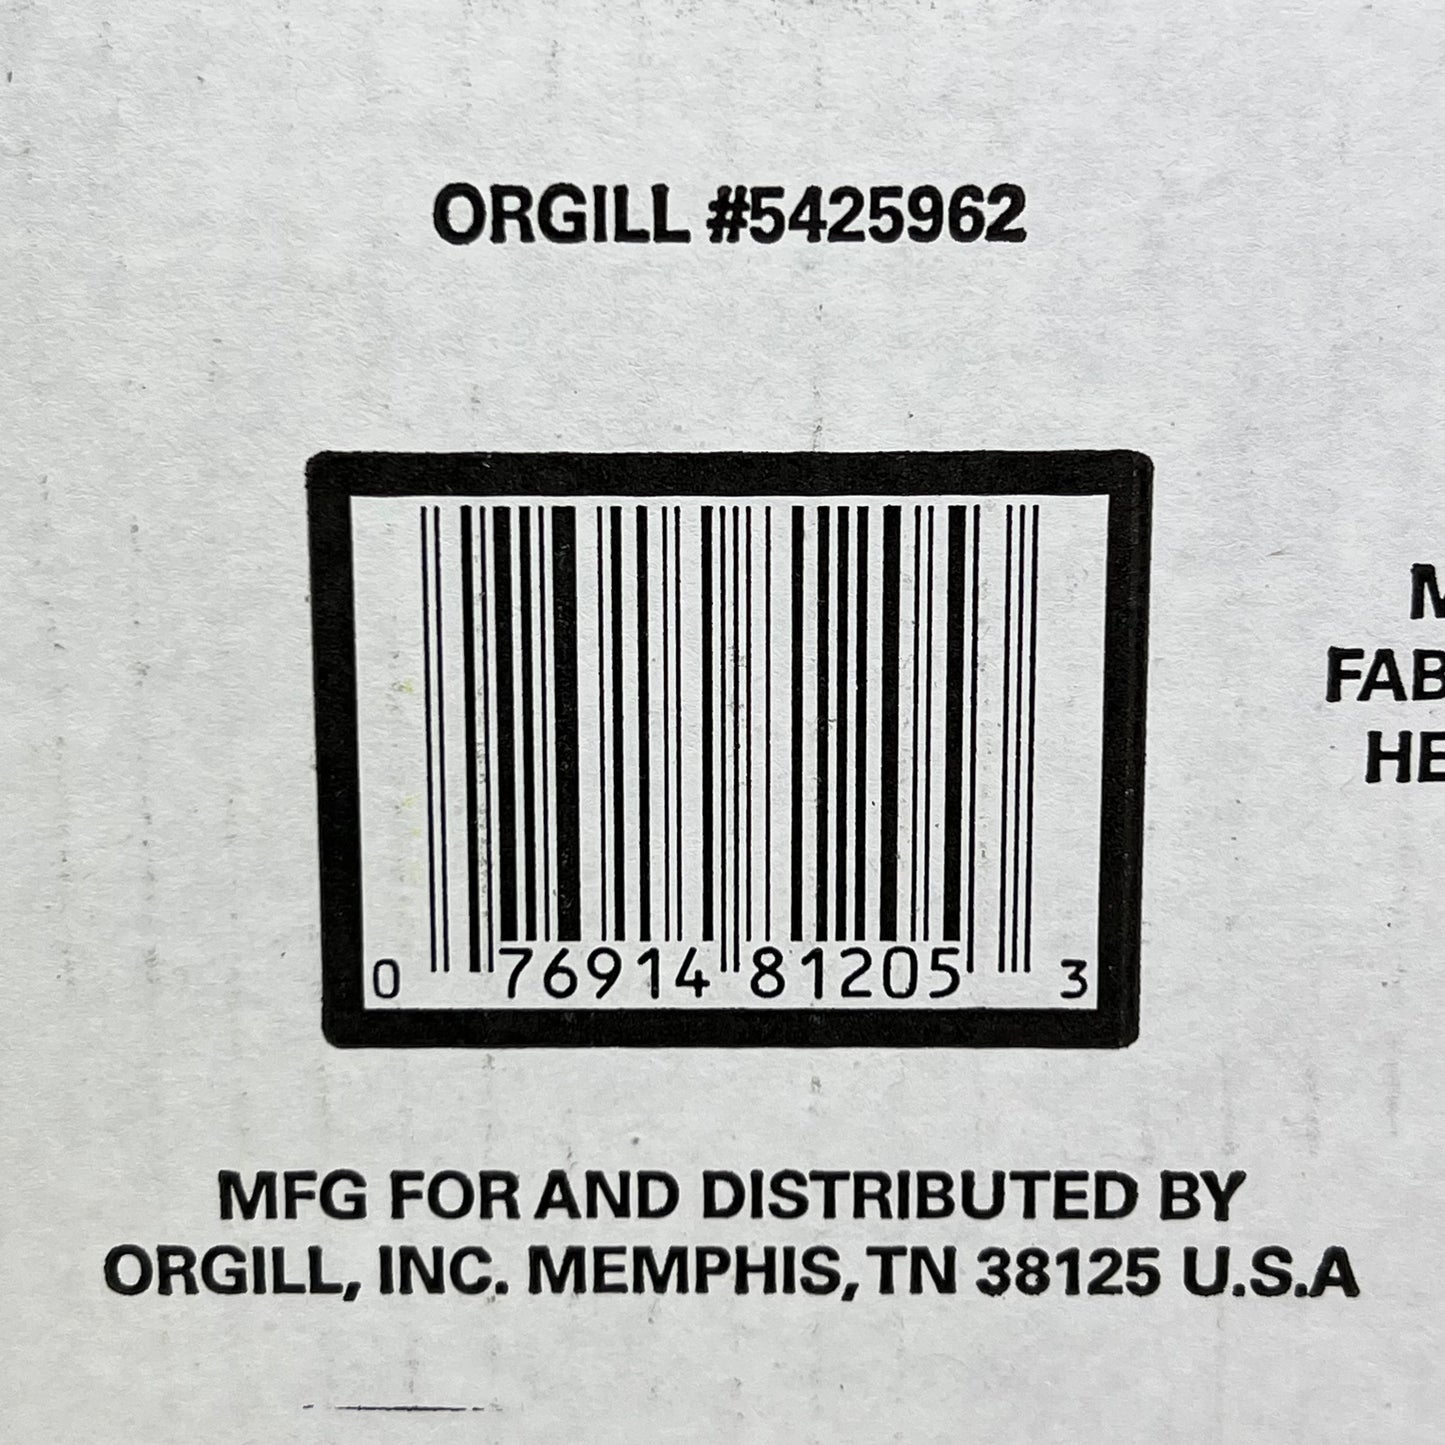 ORGILL #5425962
FAB
HE
0 76914 81205 3
MFG FOR AND DISTRIBUTED BY
ORGILL, INC. MEMPHIS, TN 38125 U.S.A